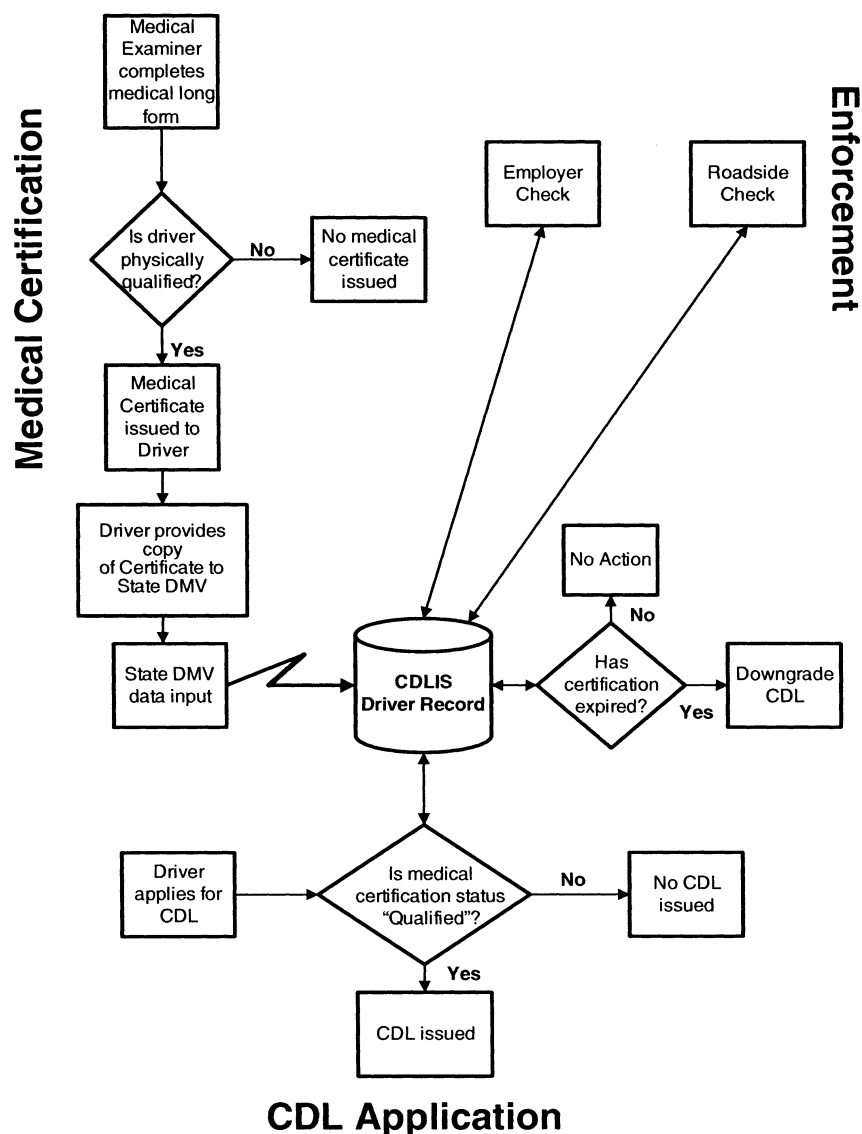 Medical Certification
Medical
Examiner
completes
medical long
form
Is driver
physically
qualified?
No
No medical
certificate
issued
Yes
Medical
Certificate
issued to
Driver
Driver provides
copy
of Certificate to
State DMV
State DMV
data input
Enforcement
Employer
Check
Roadside
Check
CDLIS
Driver Record
No Action
No
Has
certification
expired?
Yes
Downgrade
CDL
Driver
applies for
CDL
Is medical
certification status
“Qualified”?
No
No CDL
issued
Yes
CDL issued
CDL Application